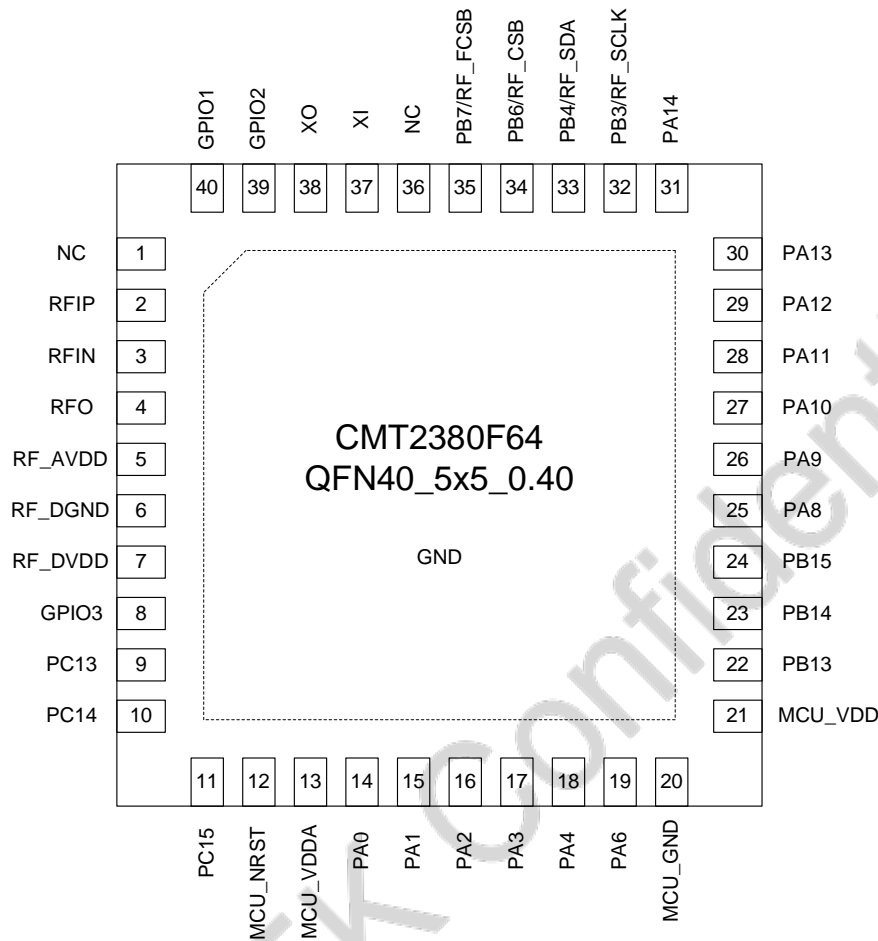 GPIO1
GPIO2
XO
XI
NC
PB7/RF_FCSB
PB6/RF_CSB
PB4/RF_SDA
PB3/RF_SCLK
PA14
40
39
38
37
36
35
34
33
32
31
NC 1
RFIP 2
RFIN 3
RFO 4
RF_AVDD 5
RF_DGND 6
RF_DVDD 7
GPIO3 8
PC13 9
PC14 10
CMT2380F64
QFN40_5x5_0.40
GND
30 PA13
29 PA12
28 PA11
27 PA10
26 PA9
25 PA8
24 PB15
23 PB14
22 PB13
21 MCU_VDD
11
12
13
14
15
16
17
18
19
20
PC15
MCU_NRST
MCU_VDDA
PA0
PA1
PA2
PA3
PA4
PA6
MCU_GND